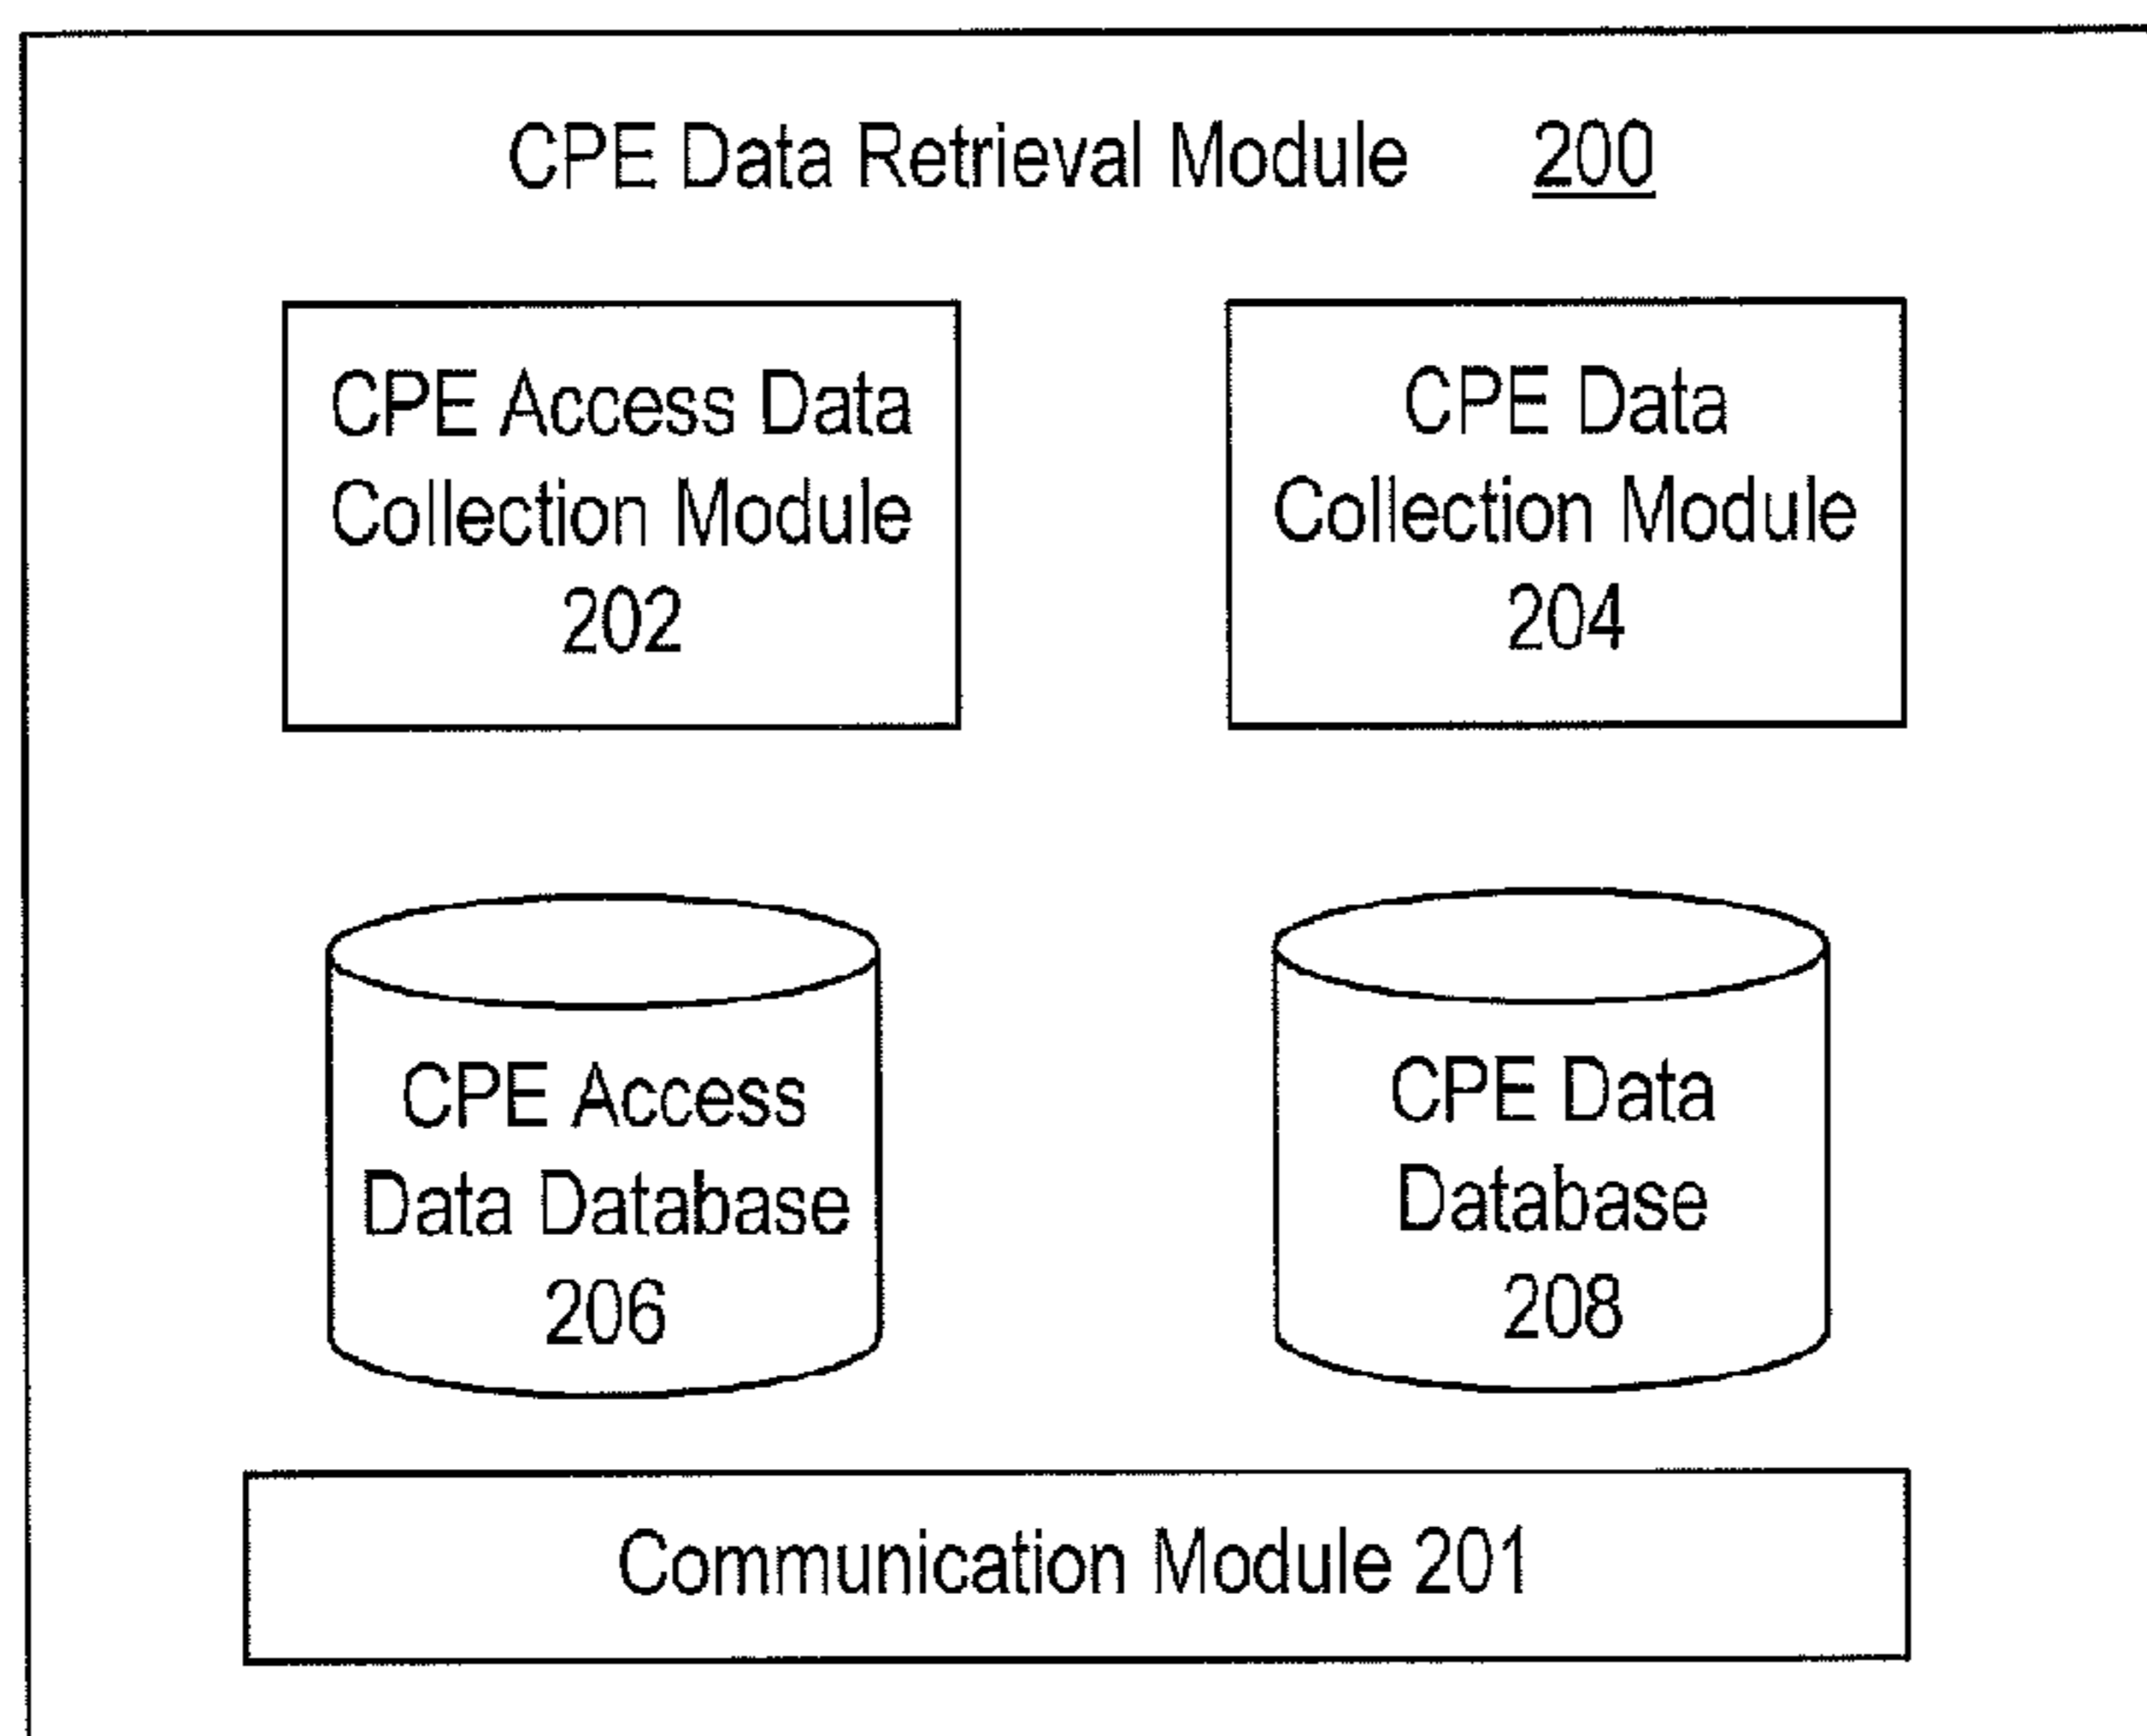 CPE Data Retrieval Module 200
CPE Access Data
Collection Module
202
CPE Data
Collection Module
204
CPE Access
Data Database
206
CPE Data
Database
208
Communication Module 201